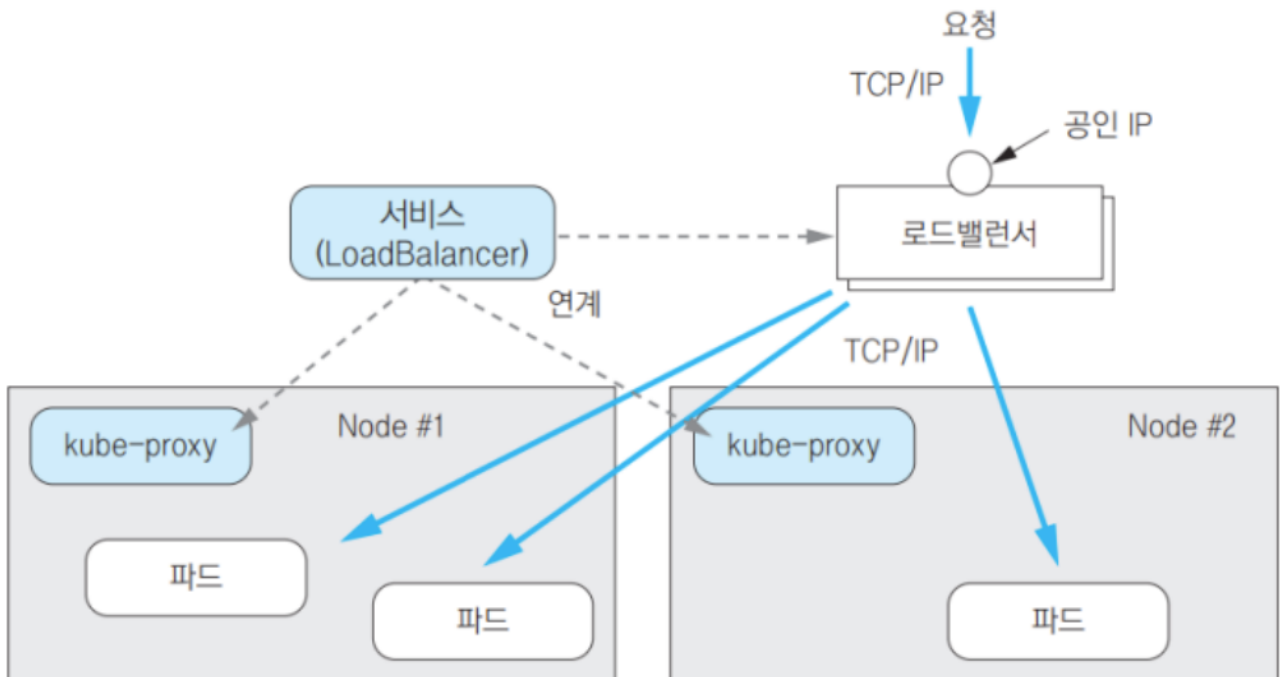 요청
TCP/IP
공인 IP
서비스
(LoadBalancer)
로드밸런서
연계
TCP/IP
kube-proxy
Node #1
kube-proxy
Node #2
파드
파드
파드